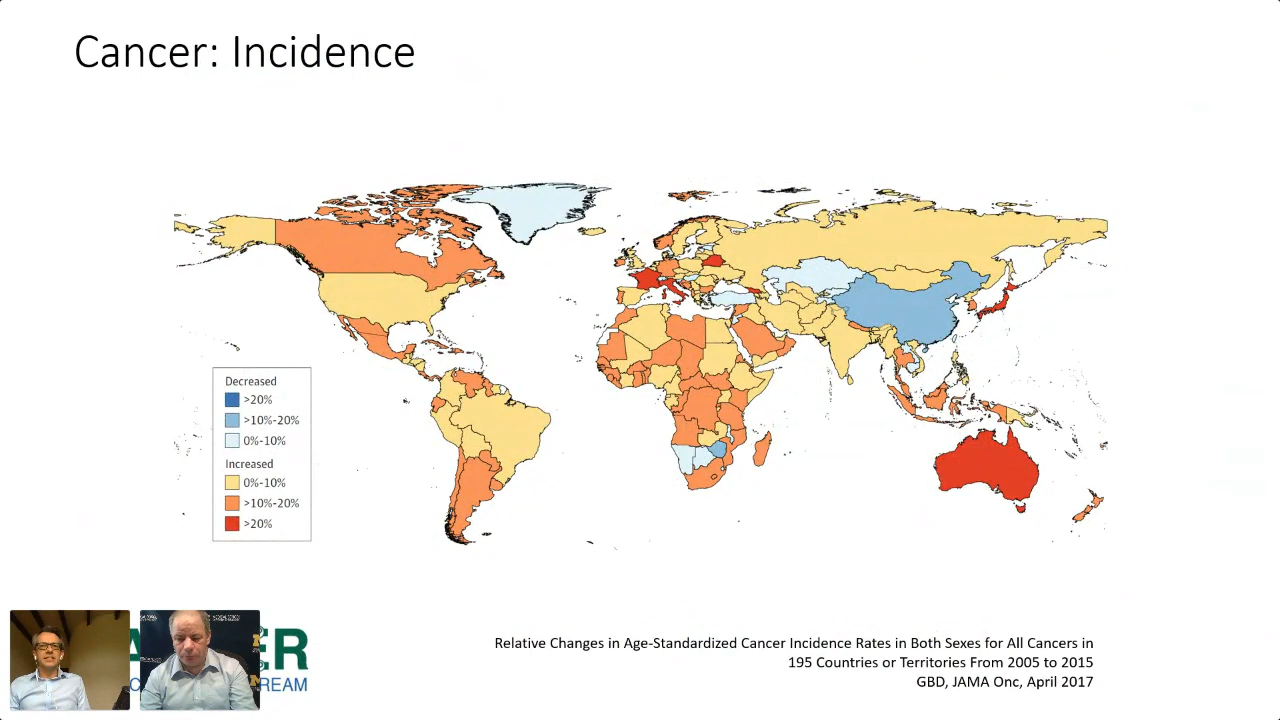 Cancer: Incidence
Decreased
>20%
>10%-20%
0%-10%
Increased
0%-10%
>10%-20%
>20%
Relative Changes in Age-Standardized Cancer Incidence Rates in Both Sexes for All Cancers in
195 Countries or Territories From 2005 to 2015
GBD, JAMA Onc, April 2017